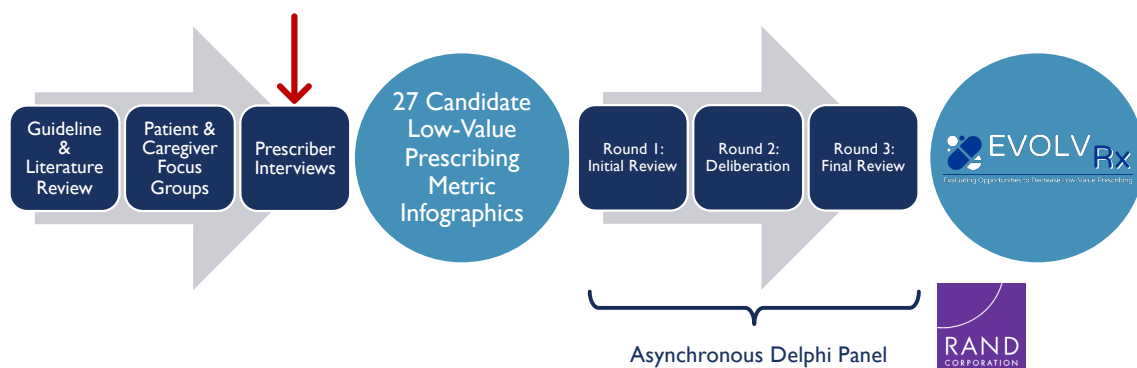 Guideline
&
Literature
Review
Patient &
Caregiver
Focus
Groups
Prescriber
Interviews
27 Candidate
Low-Value
Prescribing
Metric
Infographics
Round 1:
Initial Review
Round 2:
Deliberation
Round 3:
Final Review
EVOLV
Rx
Evaluating Opportunities to Decrease Low-Value Prescribing
Asynchronous Delphi Panel
RAND
CORPORATION